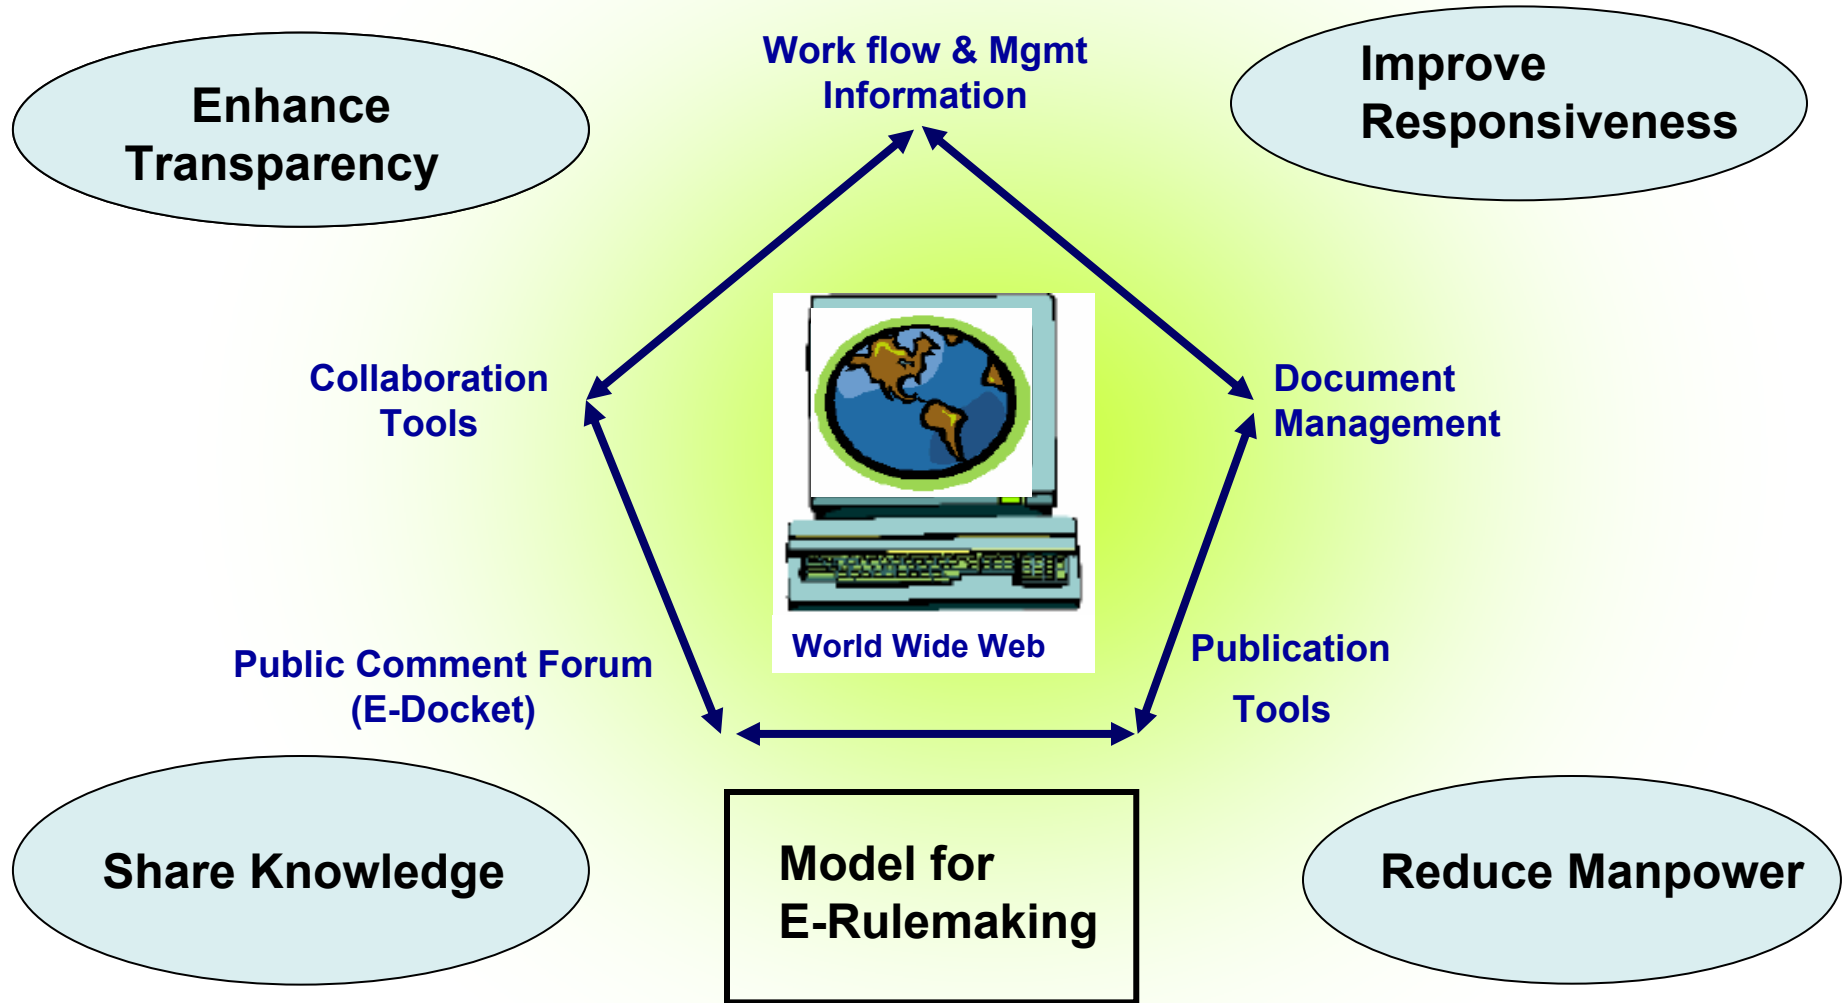 Enhance
Transparency
Work flow & Mgmt
Information
Improve
Responsiveness
Collaboration
Tools
Document
Management
World Wide Web
Public Comment Forum
(E-Docket)
Publication
Tools
Share Knowledge
Model for
E-Rulemaking
Reduce Manpower